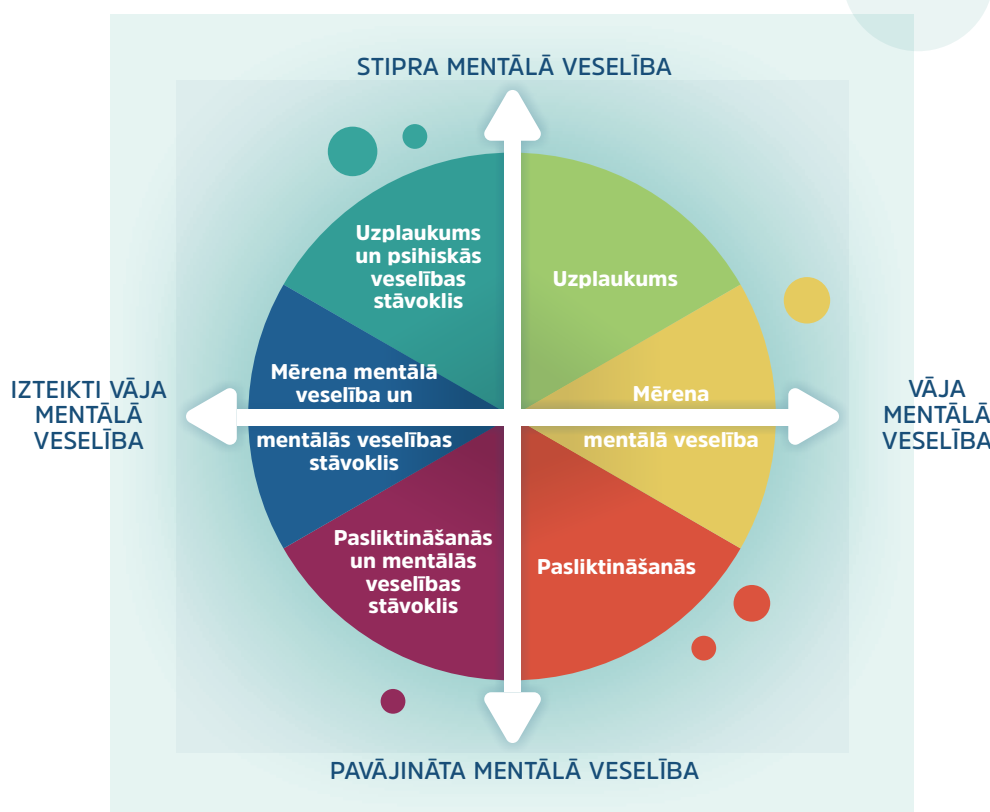 STIPRA MENTĀLĀ VESELĪBA
Uzplaukums
un psihiskās
veselības
stāvoklis
Uzplaukums
Mērena mentālā
veselība un
mentālās veselības
stāvoklis
Mērena
mentālā veselība
IZTEIKTI VĀJA
MENTĀLĀ
VESELĪBA
VĀJA
MENTĀLĀ
VESELĪBA
Pasliktināšanās
un mentālās
veselības
stāvoklis
Pasliktināšanās
PAVĀJINĀTA MENTĀLĀ VESELĪBA